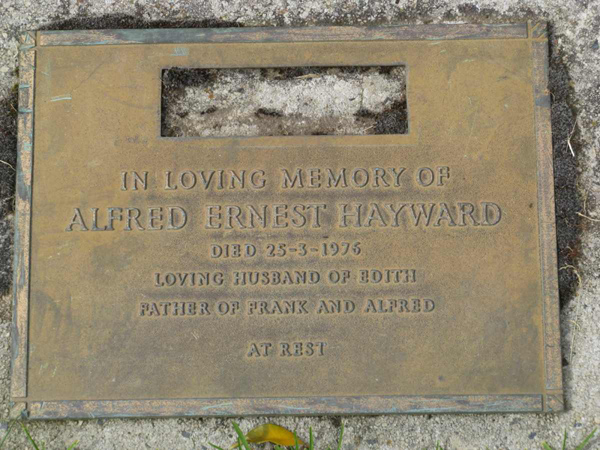 IN LOVING MEMORY OF
ALFRED ERNEST HAYWARD
DIED 25-3-1976
LOVING HUSBAND OF EDITH
FATHER OF FRANK AND ALFRED
AT REST